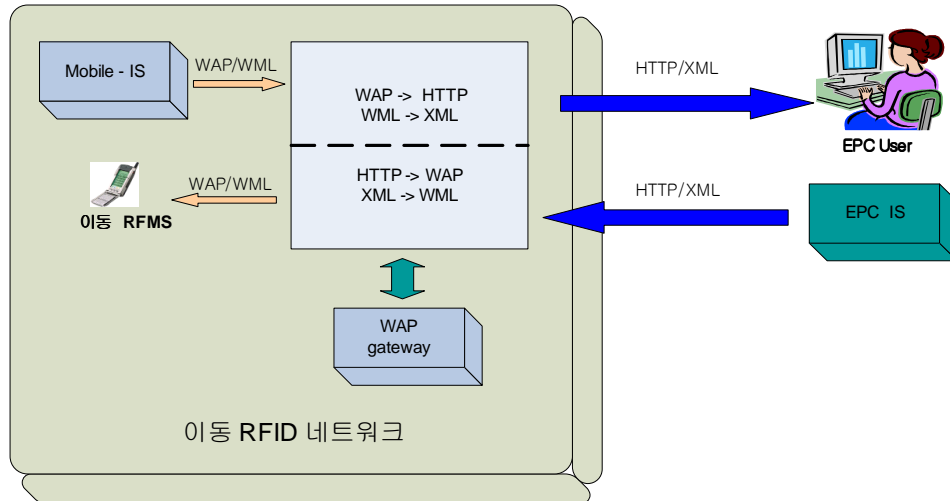 Mobile - IS
WAP/WML
WAP -> HTTP
WML -> XML
HTTP/XML
EPC User
이동 RFMS
WAP/WML
HTTP -> WAP
XML -> WML
HTTP/XML
EPC IS
WAP
gateway
이동 RFID 네트워크